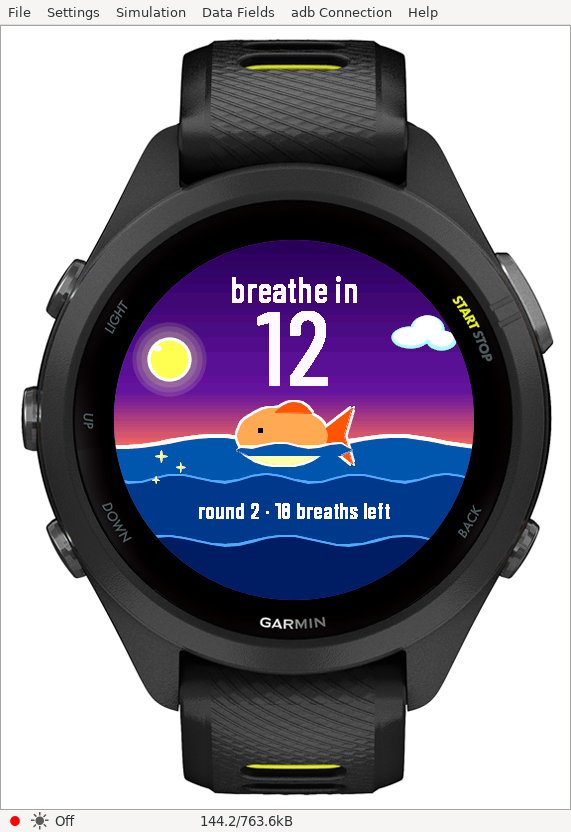 File Settings Simulation Data Fields adb Connection Help
breathe in
12
START STOP
LIGHT
UP
round 2 · 18 breaths left
DOWN
BACK
GARMIN
Off 144.2/763.6kB